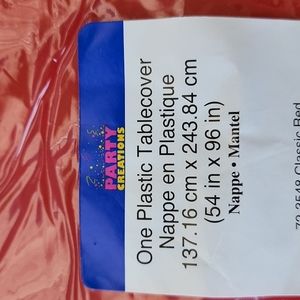 PARTY
CREATIONS
One Plastic Tablecover
Nappe en Plastique
137.16 cm x 243.84 cm
(54 in x 96 in)
Nappe • Mantel
Classic Red